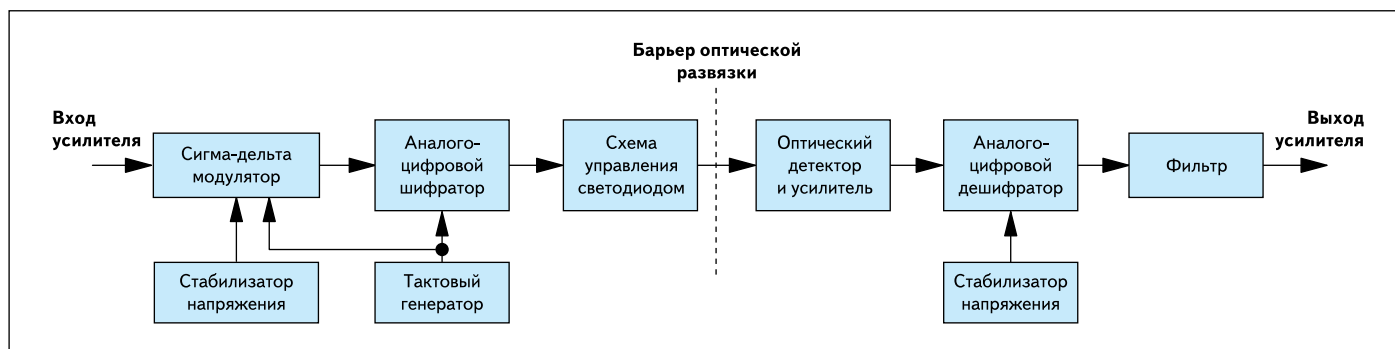 Барьер оптической
развязки
Вход
усилителя
Сигма-дельта
модулятор
Аналого-
цифровой
шифратор
Схема
управления
светодиодом
Оптический
детектор
и усилитель
Аналого-
цифровой
дешифратор
Фильтр
Выход
усилителя
Стабилизатор
напряжения
Тактовый
генератор
Стабилизатор
напряжения